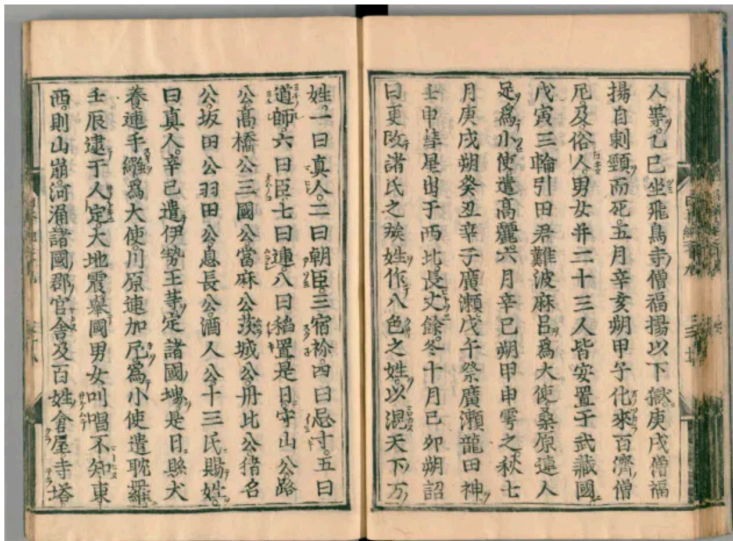 人等。乙巳坐飛鳥寺僧福揚以下獄庚戌僧福
揚自刺頸而死。五月辛亥朔甲子化來百濟僧
尼及俗人。男女并二十三人皆安置于武藏國
戊寅三輪引田君難波麻呂爲大使桑原連人
足爲小使遣高麗六月辛巳朔甲申雩之秋七
月庚戌朔癸丑幸于廣瀬戊午祭廣瀬龍田神
壬申彗星出于西北長丈餘。冬十月己卯朔詔
曰更改諸氏之族姓作八色之姓。以混天下万
姓。一曰真人。二曰朝臣。三宿祢四曰忌寸。五曰
道師。六曰臣七曰連。八曰稲置是日守山公路
公高橋公三國公當麻公茨城公丹比公猪名
公坂田公羽田公息長公酒人公十三氏賜姓
曰真人。辛巳遣伊勢王等定諸國堺是日縣犬
養連手繦爲大使川原連加尼爲小使遣耽羅
壬辰逮于人定大地震擧國男女叫唱不知東
西。則山崩河涌諸國郡官舍及百姓倉屋寺塔